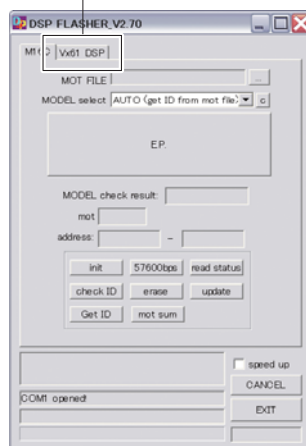 DSP FLASHER_V2.70
Vx61 DSP
MOT FILE ...
MODEL select AUTO (get ID from mot file) c
E.P.
MODEL check result:
mot
address: –
init 57600bps read status
check ID erase update
Get ID mot sum
speed up
CANCEL
COM1 opened!
EXIT